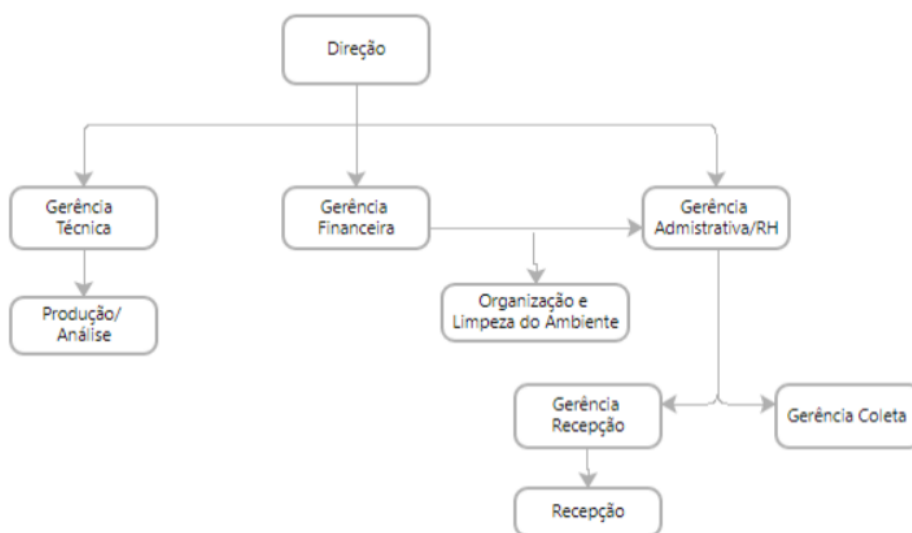 Direção
Gerência
Técnica
Gerência
Financeira
Gerência
Admistrativa/RH
Produção/
Análise
Organização e
Limpeza do Ambiente
Gerência
Recepção
Gerência Coleta
Recepção